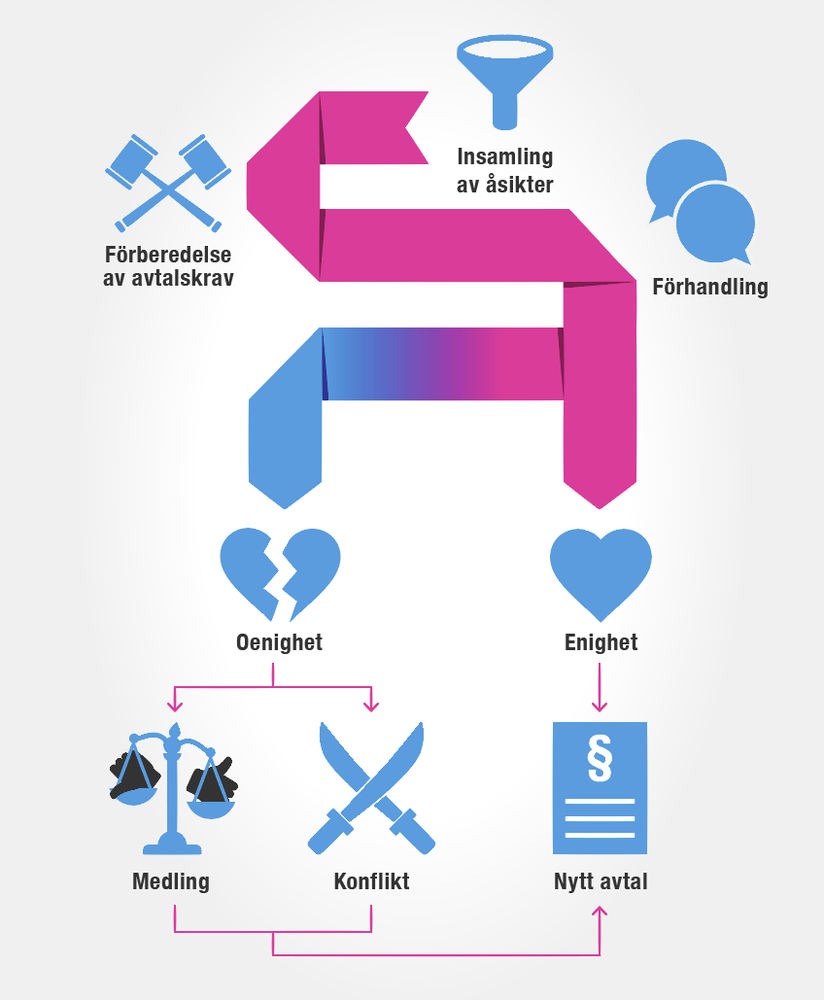 Insamling
av åsikter
Förberedelse
av avtalskrav
Förhandling
Oenighet
Enighet
§
Medling
Konflikt
Nytt avtal